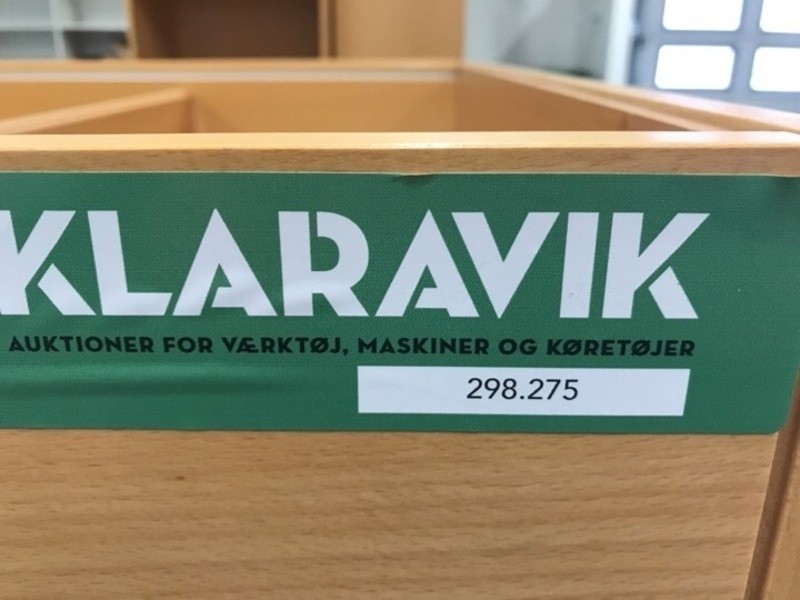 KLARAVIK
AUKTIONER FOR VÆRKTØJ, MASKINER OG KØRETØJER
298.275